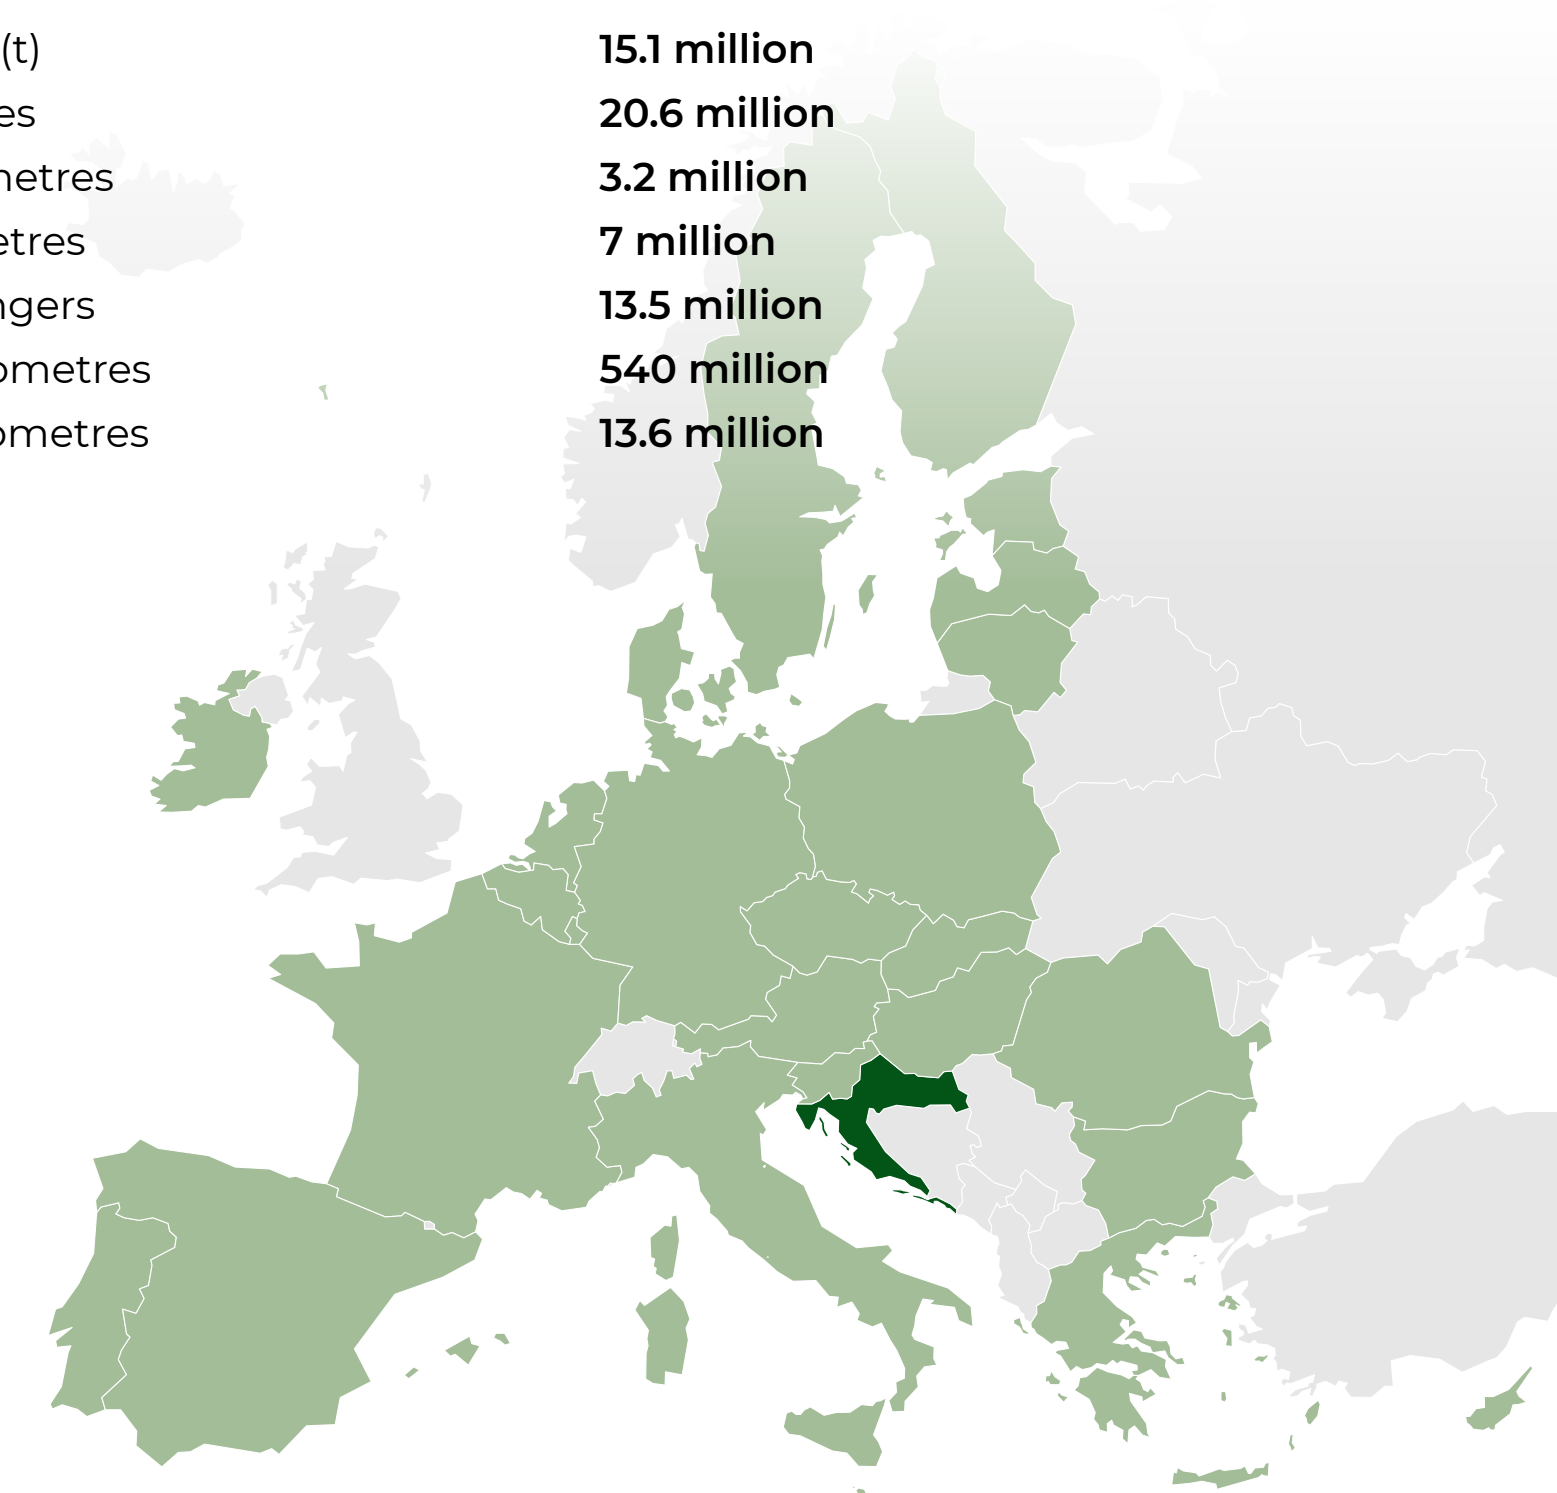 (t) 15.1 million
es 20.6 million
netres 3.2 million
etres 7 million
ngers 13.5 million
ometres 540 million
ometres 13.6 million